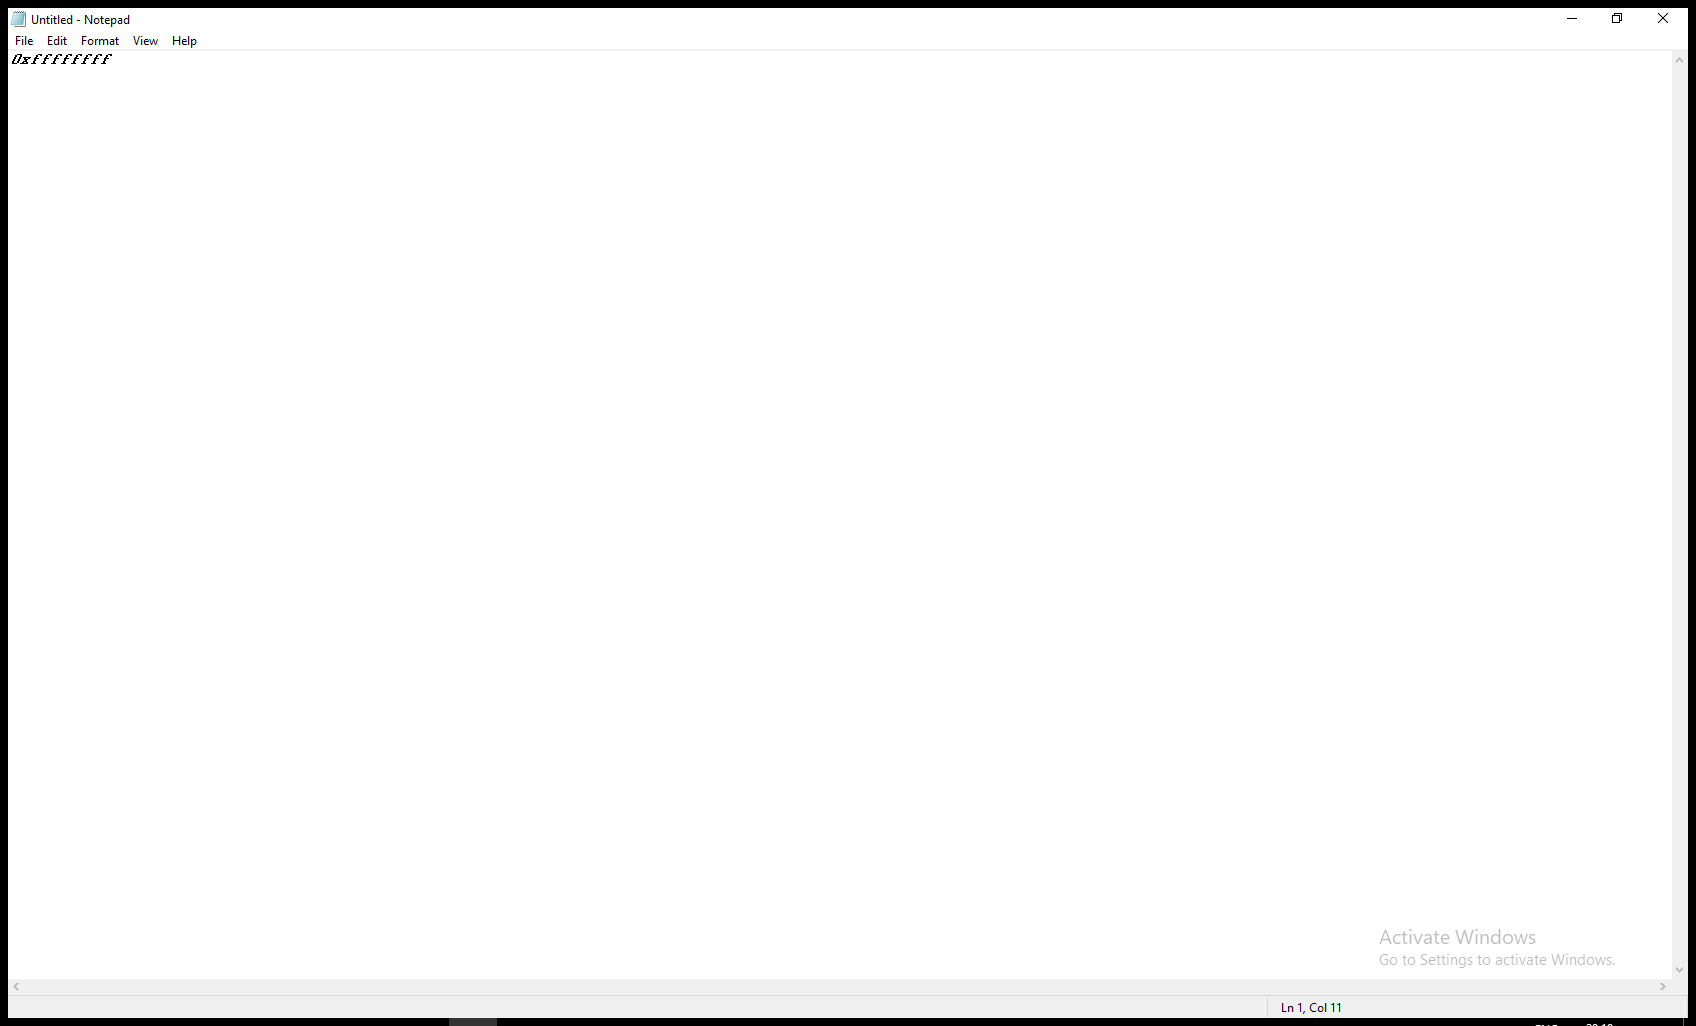 Untitled - Notepad
File Edit Format View Help
0xffffffff
Activate Windows
Go to Settings to activate Windows.
Ln 1, Col 11